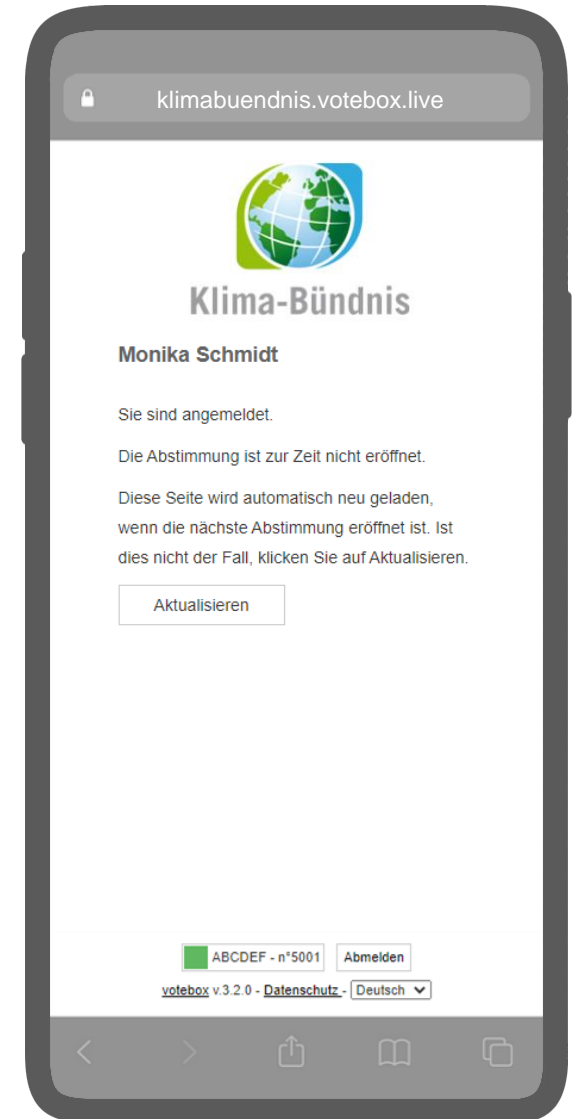 klimabuendnis.votebox.live
Klima-Bündnis
Monika Schmidt
Sie sind angemeldet.
Die Abstimmung ist zur Zeit nicht eröffnet.
Diese Seite wird automatisch neu geladen,
wenn die nächste Abstimmung eröffnet ist. Ist
dies nicht der Fall, klicken Sie auf Aktualisieren.
Aktualisieren
ABCDEF - n°5001 Abmelden
votebox v.3.2.0 - Datenschutz - Deutsch